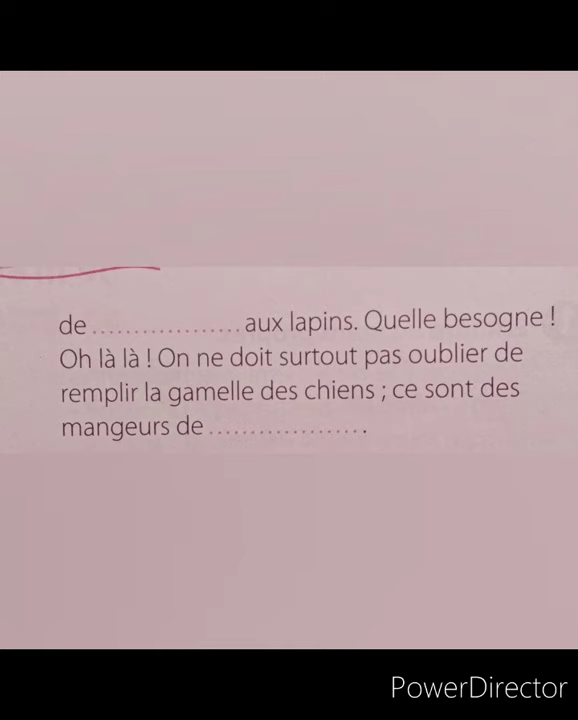 de .................. aux lapins. Quelle besogne !
Oh là là ! On ne doit surtout pas oublier de
remplir la gamelle des chiens ; ce sont des
mangeurs de ................... .
PowerDirector